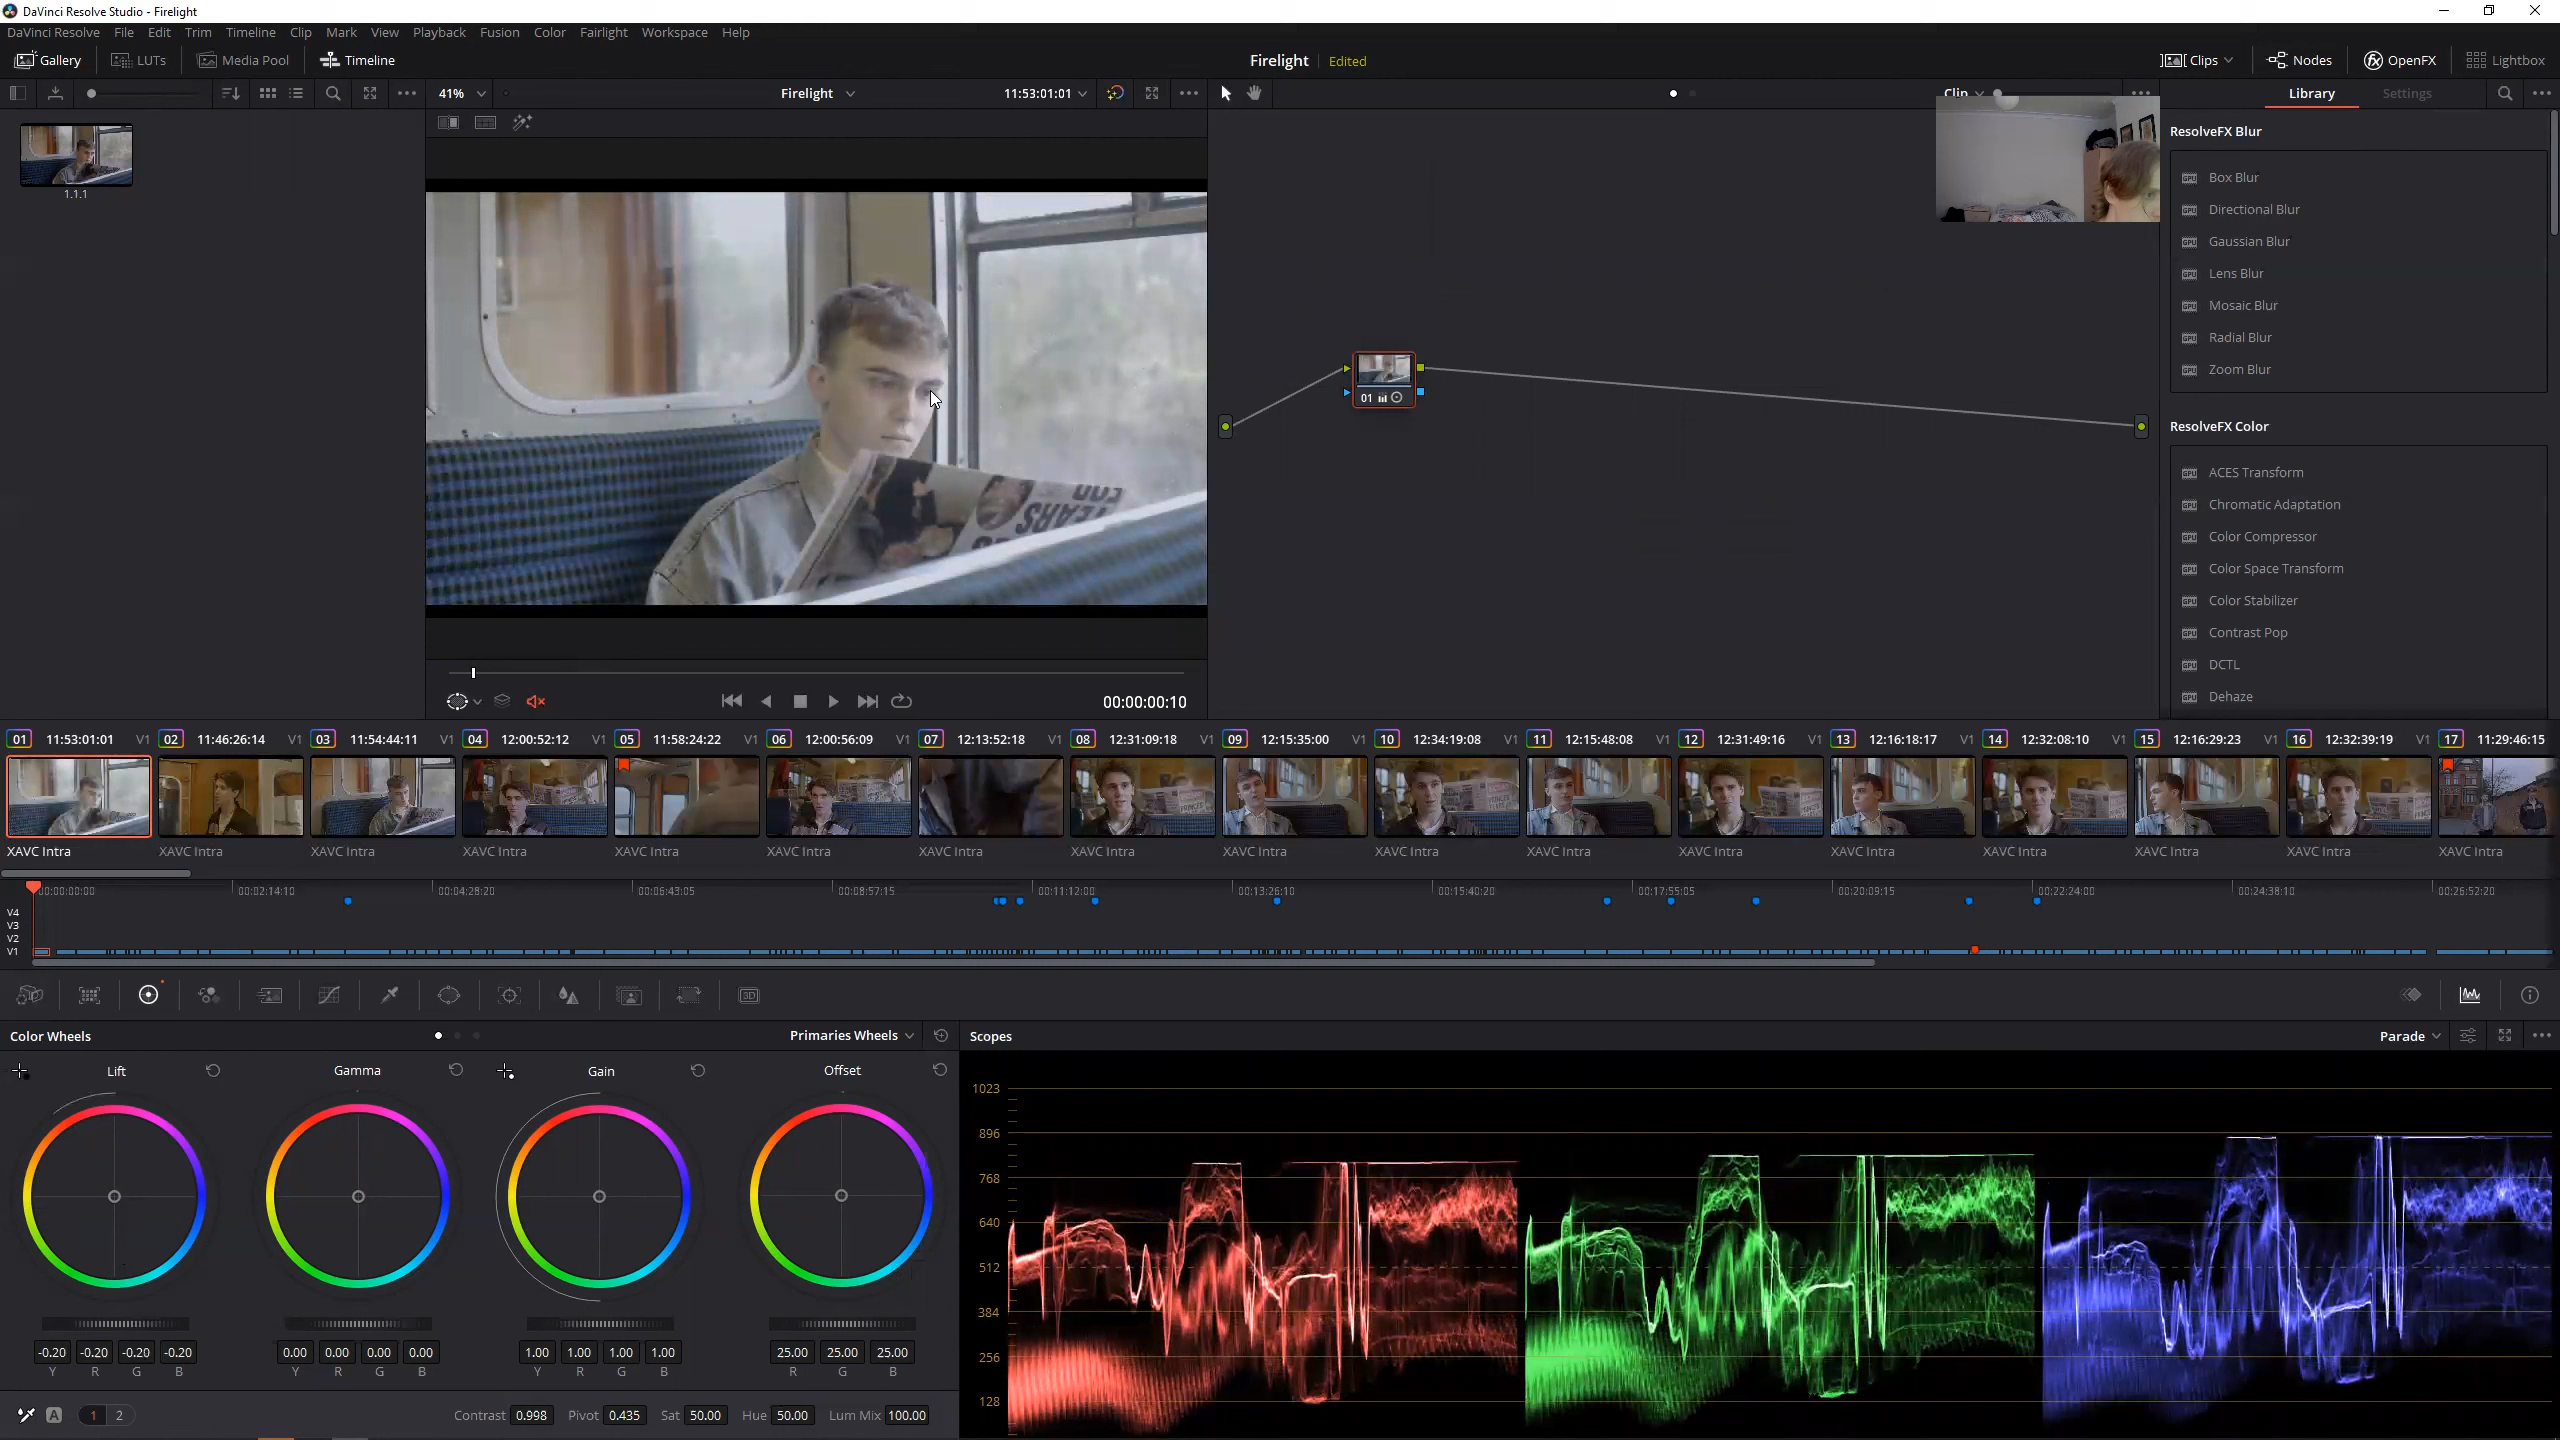 DaVinci Resolve Studio - Firelight
DaVinci Resolve File Edit Trim Timeline Clip Mark View Playback Fusion Color Fairlight Workspace Help
Gallery LUTs Media Pool Timeline Firelight Edited Clips Nodes OpenFX Lightbox
41% Firelight 11:53:01:01 Clip Library Settings
1.1.1
ResolveFX Blur
Box Blur
Directional Blur
Gaussian Blur
Lens Blur
Mosaic Blur
Radial Blur
Zoom Blur
01
ResolveFX Color
ACES Transform
Chromatic Adaptation
Color Compressor
Color Space Transform
Color Stabilizer
Contrast Pop
DCTL
Dehaze
YEARS
00:00:00:10
01 11:53:01:01 V1 02 11:46:26:14 V1 03 11:54:44:11 V1 04 12:00:52:12 V1 05 11:58:24:22 V1 06 12:00:56:09 V1 07 12:13:52:18 V1 08 12:31:09:18 V1 09 12:15:35:00 V1 10 12:34:19:08 V1 11 12:15:48:08 V1 12 12:31:49:16 V1 13 12:16:18:17 V1 14 12:32:08:10 V1 15 12:16:29:23 V1 16 12:32:39:19 V1 17 11:29:46:15
XAVC Intra XAVC Intra XAVC Intra XAVC Intra XAVC Intra XAVC Intra XAVC Intra XAVC Intra XAVC Intra XAVC Intra XAVC Intra XAVC Intra XAVC Intra XAVC Intra XAVC Intra XAVC Intra XAVC Intra
00:00:00:00 00:02:14:10 00:04:28:20 00:06:43:05 00:08:57:15 00:11:12:00 00:13:26:10 00:15:40:20 00:17:55:05 00:20:09:15 00:22:24:00 00:24:38:10 00:26:52:20
V4
V3
V2
V1
3D
Color Wheels Primaries Wheels Scopes Parade
Lift Gamma Gain Offset
1023
896
768
640
512
384
256
128
-0.20 -0.20 -0.20 -0.20 0.00 0.00 0.00 0.00 1.00 1.00 1.00 1.00 25.00 25.00 25.00
Y R G B Y R G B Y R G B R G B
A 1 2 Contrast 0.998 Pivot 0.435 Sat 50.00 Hue 50.00 Lum Mix 100.00